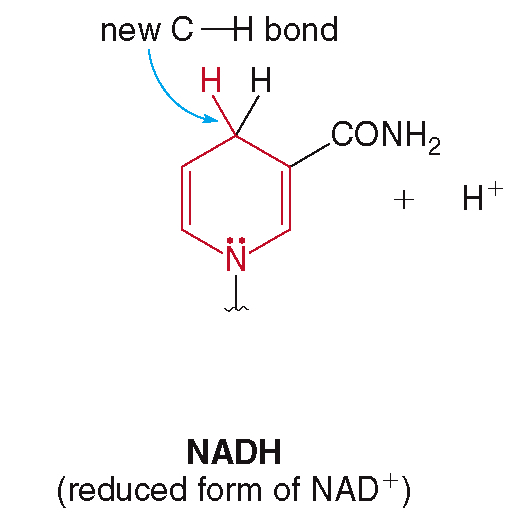 new C—H bond
H H
CONH₂
+ H⁺
N
NADH
(reduced form of NAD⁺)